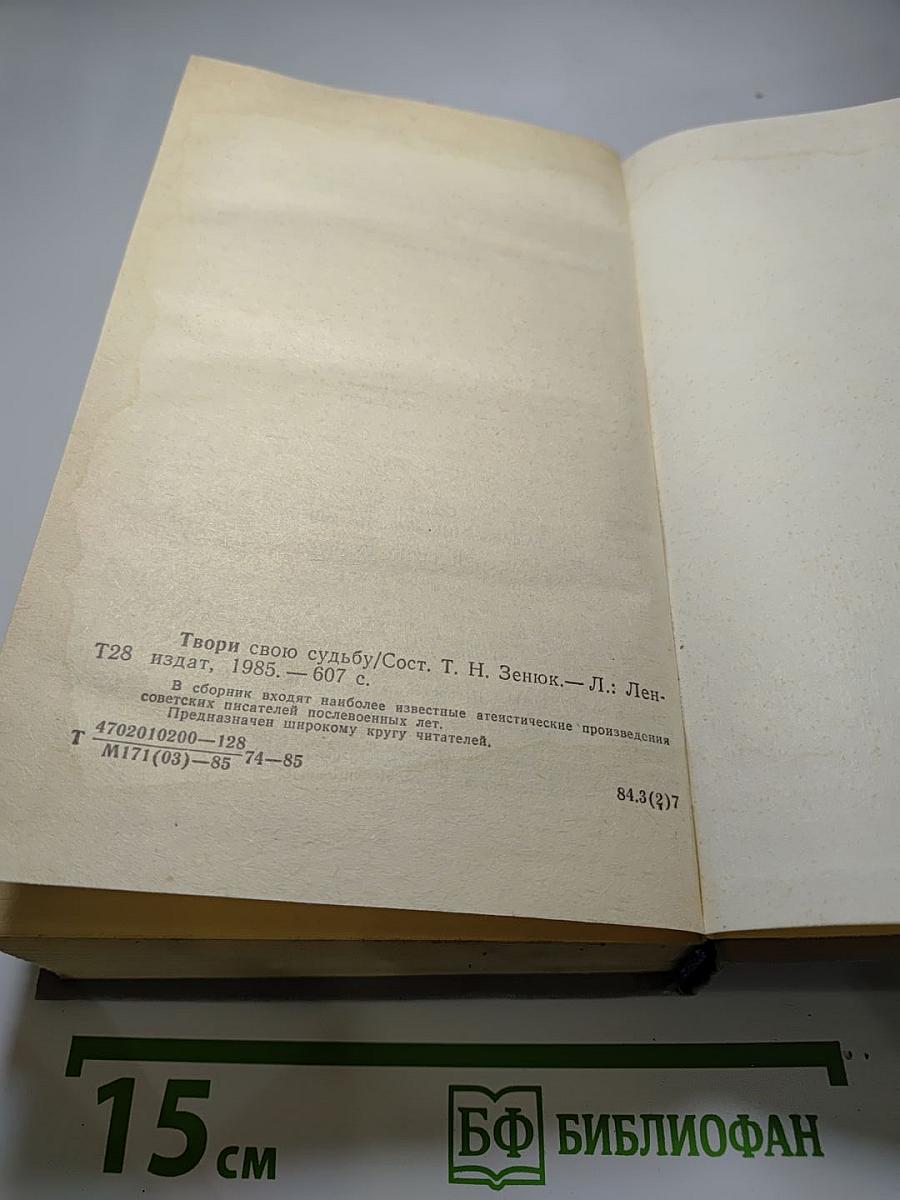 Твори свою судьбу/Сост. Т. Н. Зенюк.— Л.: Лен-
Т28 издат, 1985. — 607 с.
В сборник входят наиболее известные атеистические произведения
советских писателей послевоенных лет.
Предназначен широкому кругу читателей.
Т 4702010200—128
М171(03)—85 74—85
84.3(2)7
15 см
БФ БИБЛИОФАН